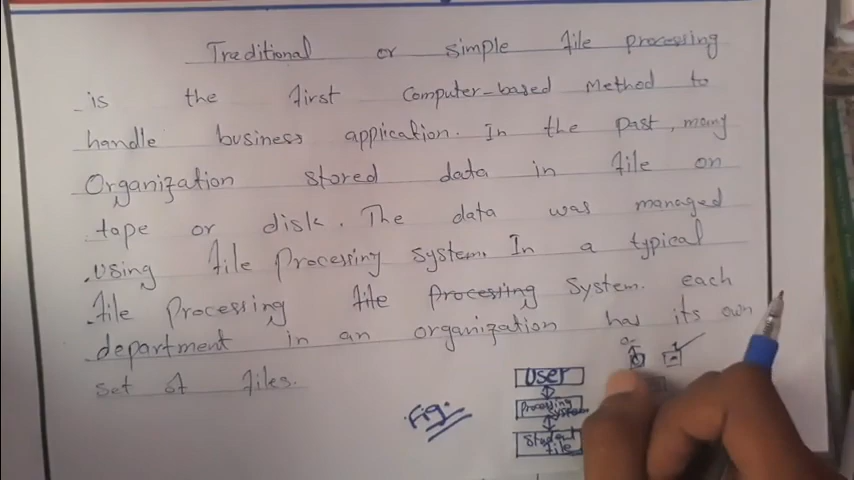 Traditional or simple file processing
is the first computer-based method to
handle business application. In the past, many
Organization stored data in file on
tape or disk. The data was managed
using file processing system. In a typical
file processing file processing system. each
department in an organization has its own
set of files.
Fig.
User
Processing system
Student file